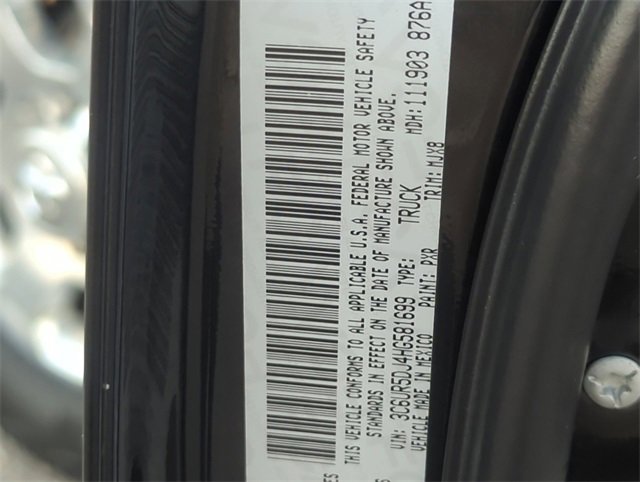 ES
THIS VEHICLE CONFORMS TO ALL APPLICABLE U.S.A. FEDERAL MOTOR VEHICLE SAFETY
STANDARDS IN EFFECT ON THE DATE OF MANUFACTURE SHOWN ABOVE.
VIN: 3C6UR5DJ4HG581699 TYPE: TRUCK MDH:111903 876A
VEHICLE MADE IN MEXICO PAINT: PXR TRIM: MJX8